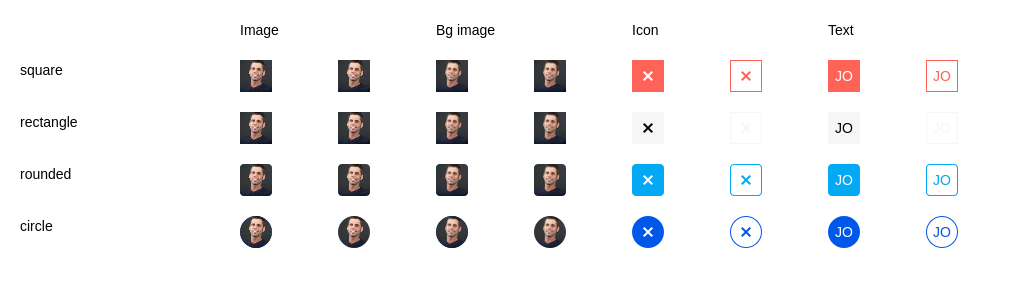 Image Bg image Icon Text
square JO JO
rectangle JO JO
rounded JO JO
circle JO JO